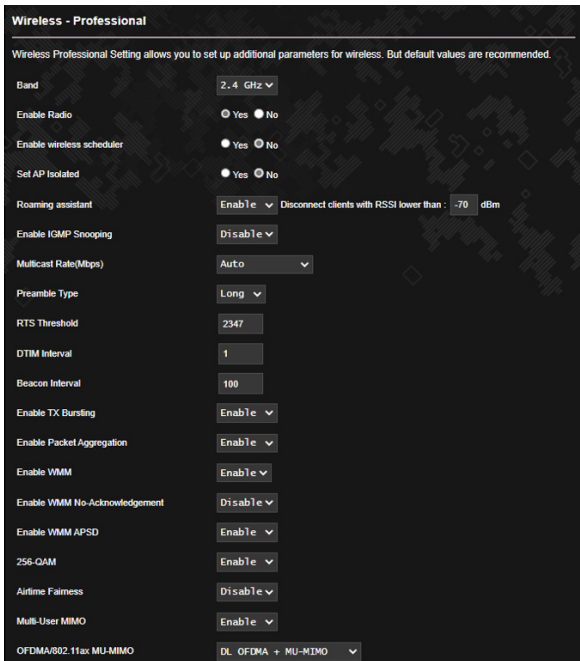 Wireless - Professional
Wireless Professional Setting allows you to set up additional parameters for wireless. But default values are recommended.
Band 2.4 GHz
Enable Radio Yes No
Enable wireless scheduler Yes No
Set AP Isolated Yes No
Roaming assistant Enable Disconnect clients with RSSI lower than : -70 dBm
Enable IGMP Snooping Disable
Multicast Rate(Mbps) Auto
Preamble Type Long
RTS Threshold 2347
DTIM Interval 1
Beacon Interval 100
Enable TX Bursting Enable
Enable Packet Aggregation Enable
Enable WMM Enable
Enable WMM No-Acknowledgement Disable
Enable WMM APSD Enable
256-QAM Enable
Airtime Fairness Disable
Multi-User MIMO Enable
OFDMA/802.11ax MU-MIMO DL OFDMA + MU-MIMO